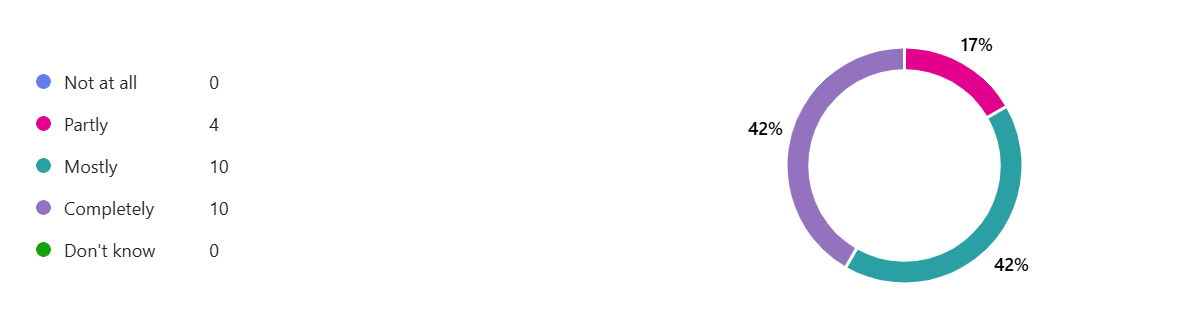 Not at all 0
Partly 4
Mostly 10
Completely 10
Don't know 0
17%
42%
42%